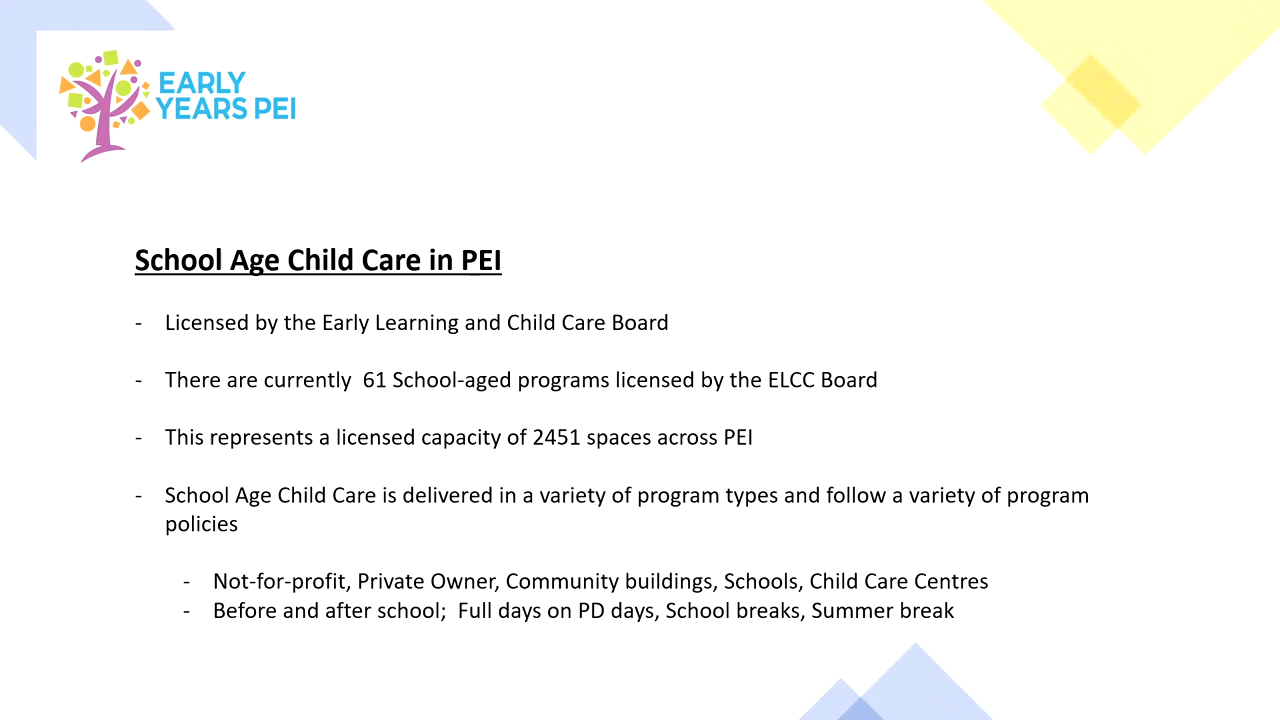 EARLY
YEARS PEI
School Age Child Care in PEI
- Licensed by the Early Learning and Child Care Board
- There are currently  61 School-aged programs licensed by the ELCC Board
- This represents a licensed capacity of 2451 spaces across PEI
- School Age Child Care is delivered in a variety of program types and follow a variety of program
policies
- Not-for-profit, Private Owner, Community buildings, Schools, Child Care Centres
- Before and after school;  Full days on PD days, School breaks, Summer break